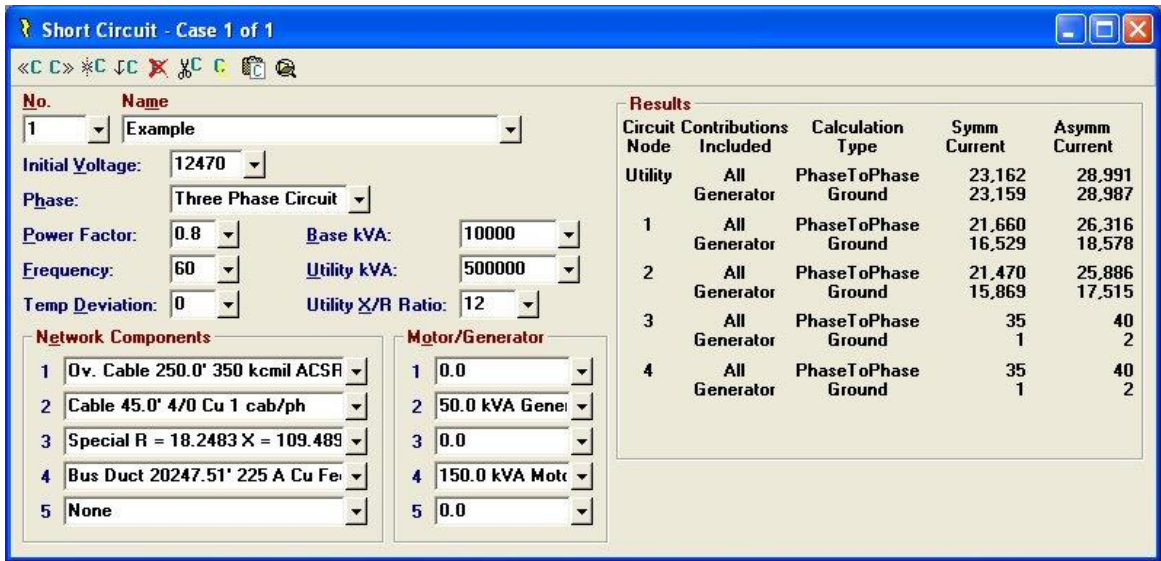 Short Circuit - Case 1 of 1
«C C» ※C ↓C C C C
No. Name
1 Example
Initial Voltage: 12470
Phase: Three Phase Circuit
Power Factor: 0.8 Base kVA: 10000
Frequency: 60 Utility kVA: 500000
Temp Deviation: 0 Utility X/R Ratio: 12
Network Components
1 Ov. Cable 250.0' 350 kcmil ACSR
2 Cable 45.0' 4/0 Cu 1 cab/ph
3 Special R = 18.2483 X = 109.489
4 Bus Duct 20247.51' 225 A Cu Fe
5 None
Motor/Generator
1 0.0
2 50.0 kVA Gene
3 0.0
4 150.0 kVA Mot
5 0.0
Results
Circuit Contributions Calculation Symm Asymm
Node Included Type Current Current
Utility All PhaseToPhase 23,162 28,991
Generator Ground 23,159 28,987
1 All PhaseToPhase 21,660 26,316
Generator Ground 16,529 18,578
2 All PhaseToPhase 21,470 25,886
Generator Ground 15,869 17,515
3 All PhaseToPhase 35 40
Generator Ground 1 2
4 All PhaseToPhase 35 40
Generator Ground 1 2